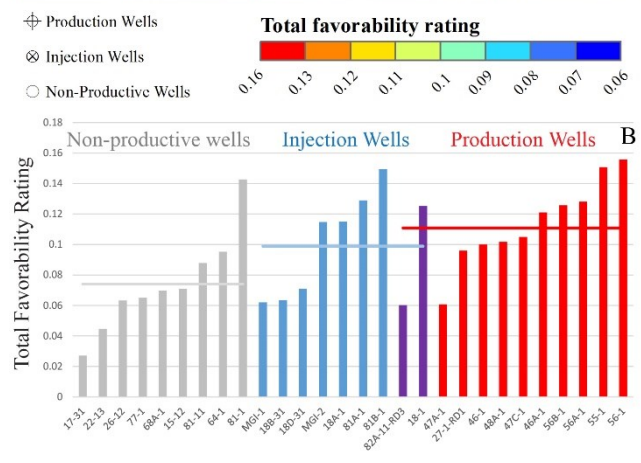 Production Wells
Injection Wells
Non-Productive Wells
Total favorability rating
0.16 0.13 0.12 0.11 0.1 0.09 0.08 0.07 0.06
Total Favorability Rating
0.18
0.16
0.14
0.12
0.1
0.08
0.06
0.04
0.02
0
Non-productive wells Injection Wells Production Wells B
17-31 22-13 26-12 77-1 68A-1 15-12 81-11 64-1 81-1 MGI-1 18B-31 18D-31 MGI-2 18A-1 81A-1 81B-1 82A-11-RD3 18-1 47A-1 27-1-RD1 46-1 48A-1 47C-1 46A-1 56B-1 56A-1 55-1 56-1